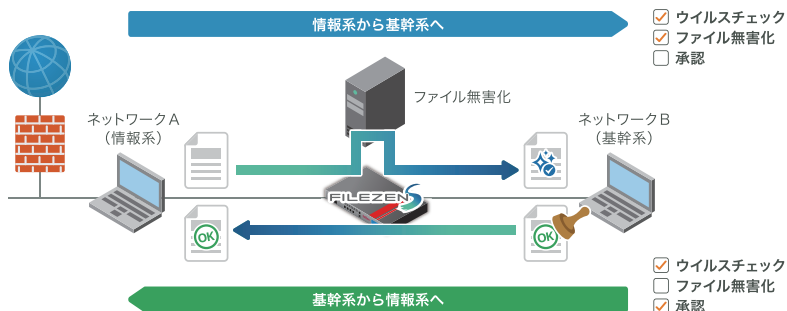 情報系から基幹系へ
ウイルスチェック
ファイル無害化
承認
ファイル無害化
ネットワークA
（情報系）
ネットワークB
（基幹系）
FILEZEN S
OK
OK
基幹系から情報系へ
ウイルスチェック
ファイル無害化
承認